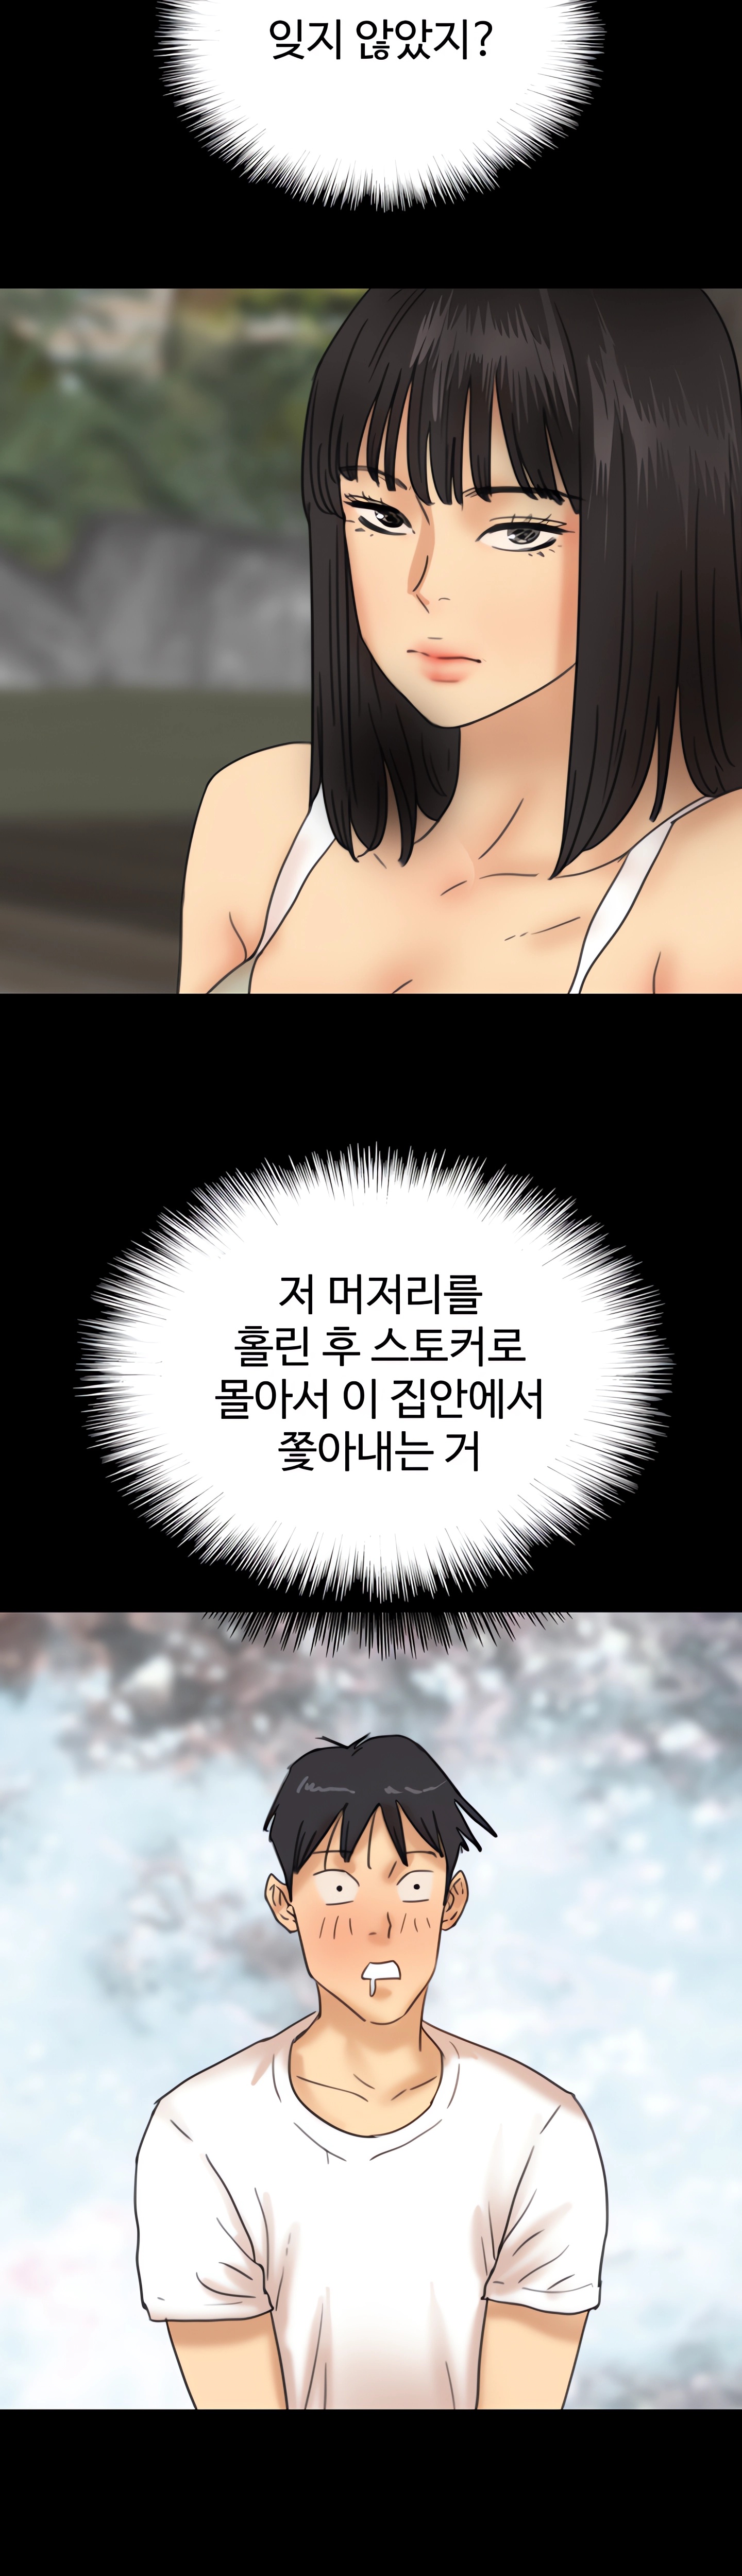 잊지 않았지?
저 머저리를
홀린 후 스토커로
몰아서 이 집안에서
쫓아내는 거